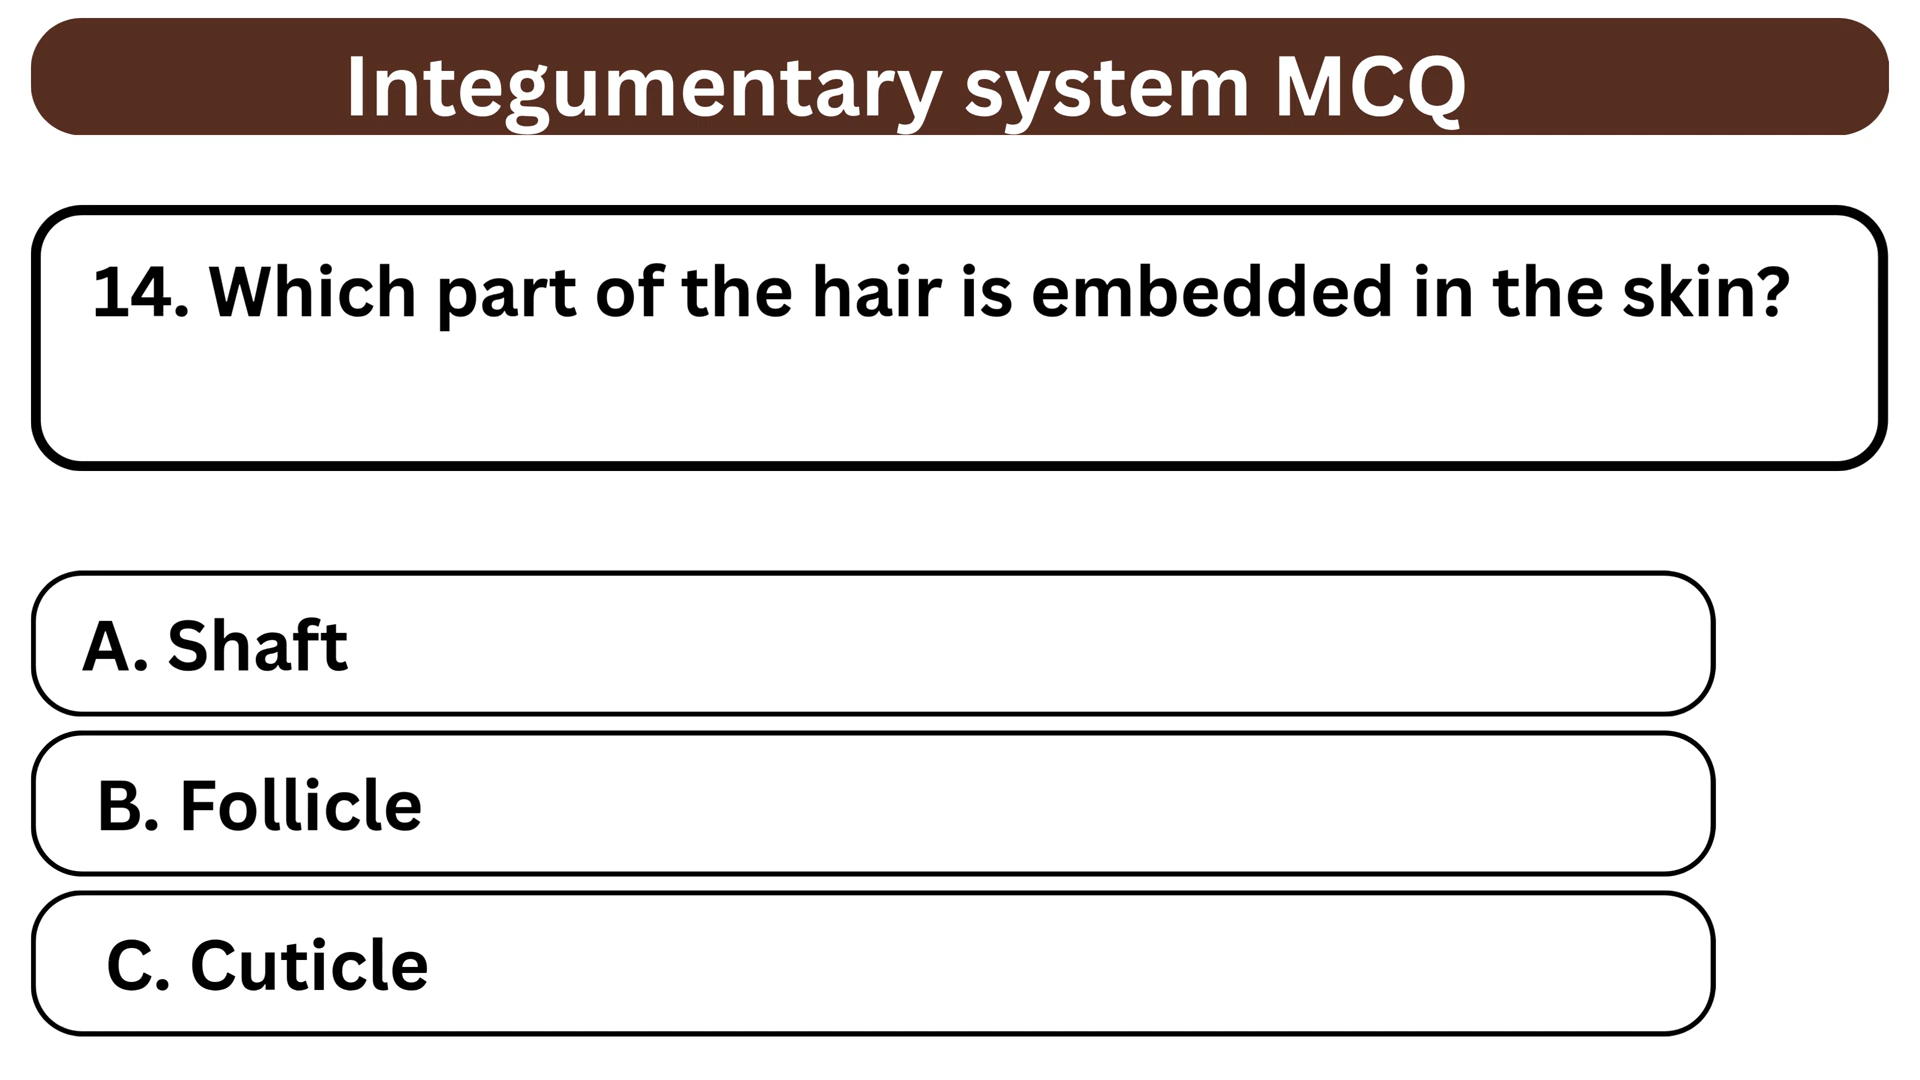 Integumentary system MCQ
14. Which part of the hair is embedded in the skin?
A. Shaft
B. Follicle
C. Cuticle